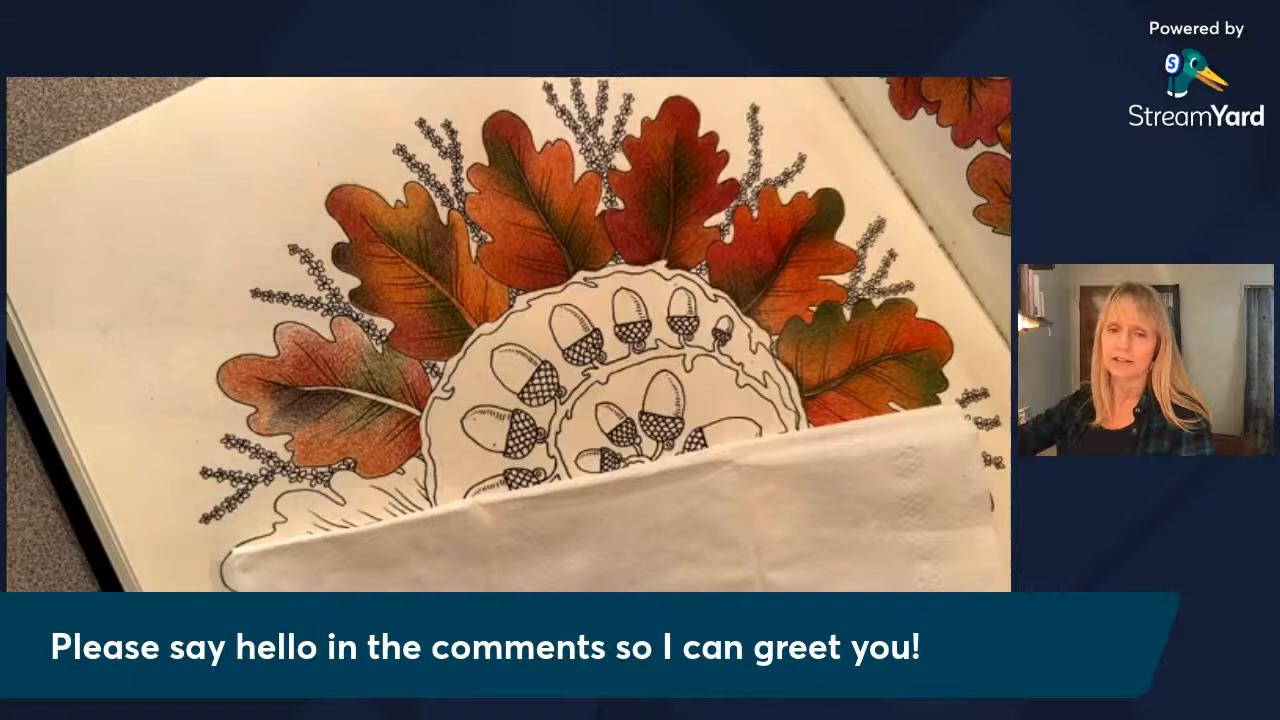 Powered by
S
StreamYard
Please say hello in the comments so I can greet you!